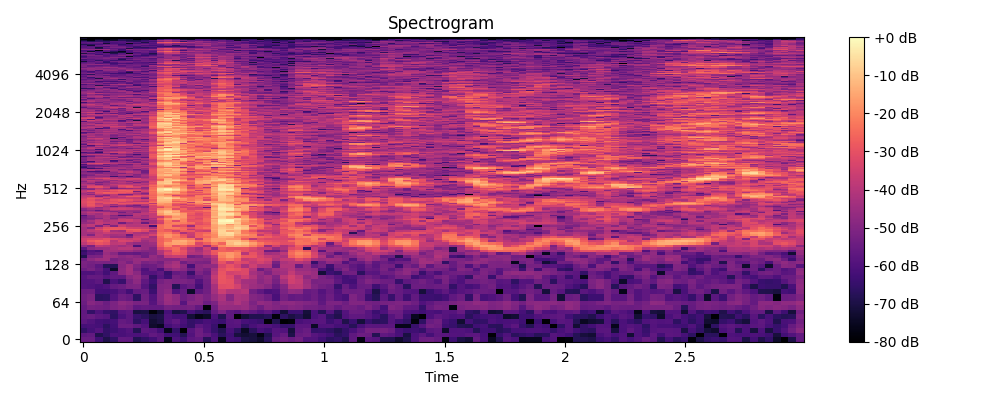 Spectrogram
Hz
4096
2048
1024
512
256
128
64
0
0
0.5
1
1.5
2
2.5
Time
+0 dB
-10 dB
-20 dB
-30 dB
-40 dB
-50 dB
-60 dB
-70 dB
-80 dB